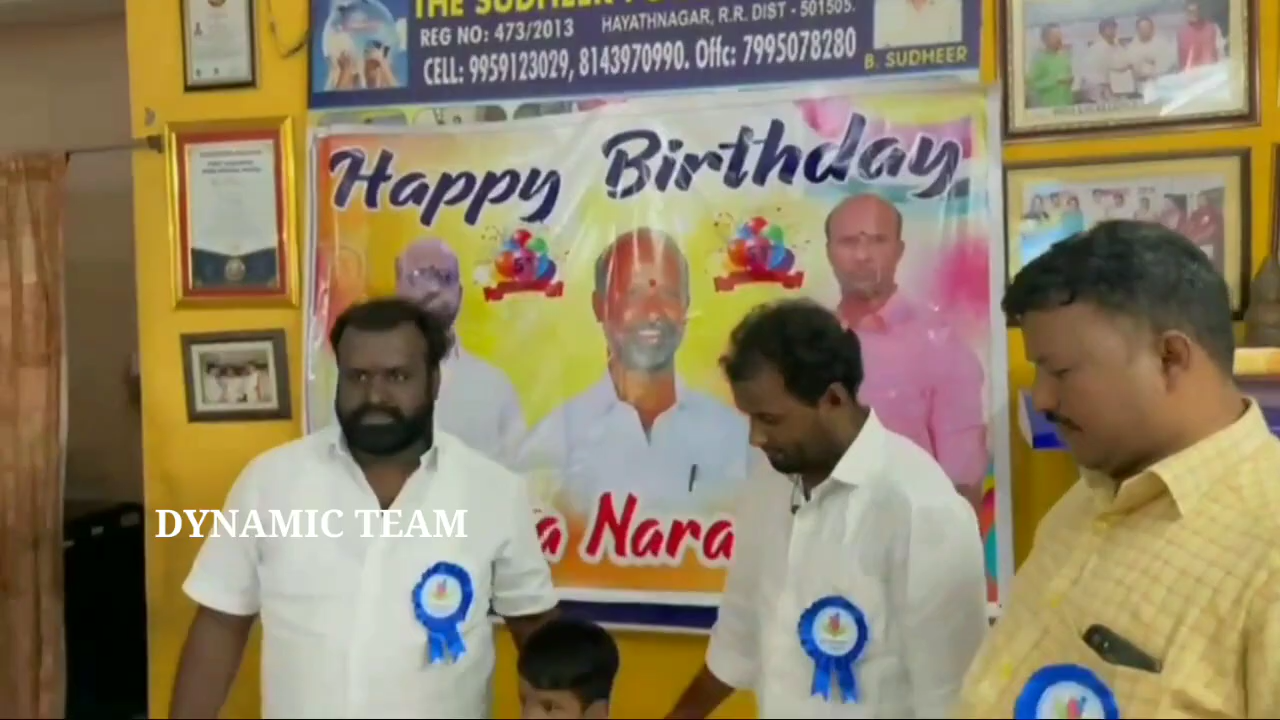 THE SUDHEER
REG NO: 473/2013 HAYATHNAGAR, R.R. DIST - 501505.
CELL: 9959123029, 8143970990. Offc: 7995078280
B. SUDHEER
Happy Birthday
a Nara
DYNAMIC TEAM